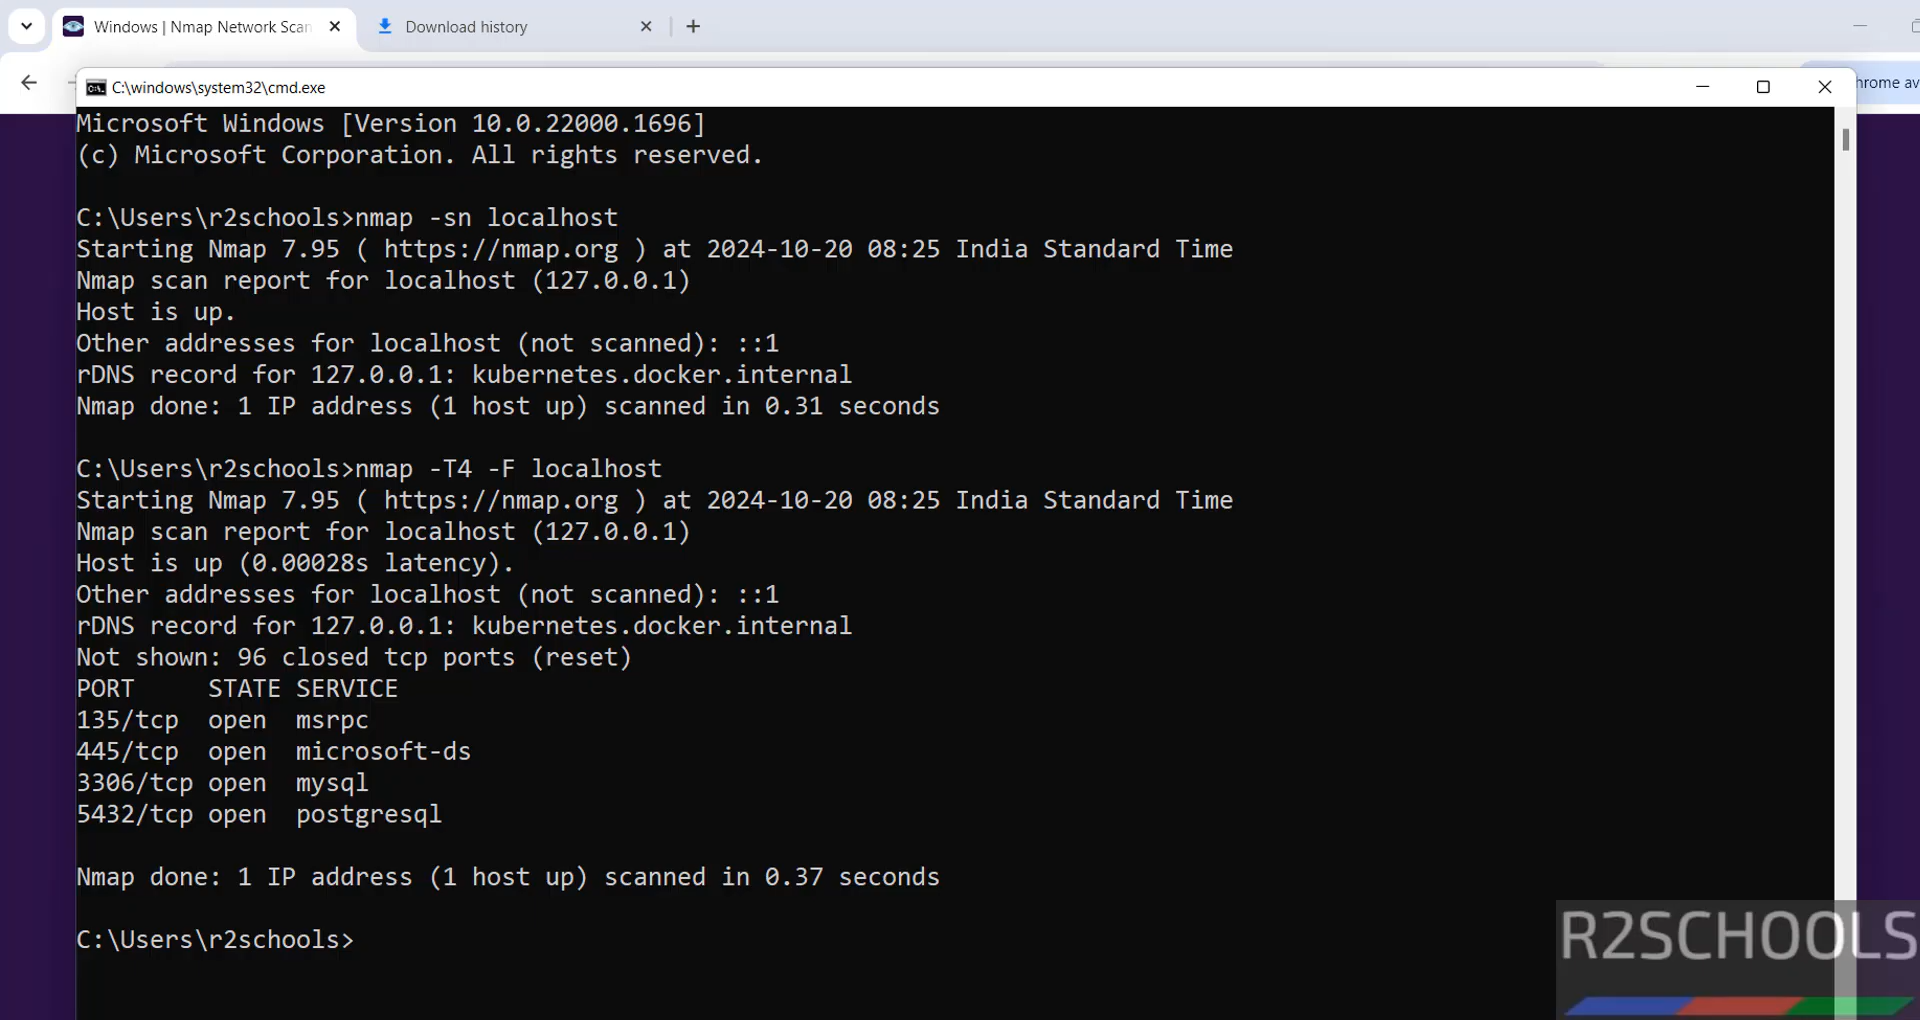 Windows | Nmap Network Scan
Download history
hrome av
C:\windows\system32\cmd.exe
Microsoft Windows [Version 10.0.22000.1696]
(c) Microsoft Corporation. All rights reserved.
C:\Users\r2schools>nmap -sn localhost
Starting Nmap 7.95 ( https://nmap.org ) at 2024-10-20 08:25 India Standard Time
Nmap scan report for localhost (127.0.0.1)
Host is up.
Other addresses for localhost (not scanned): ::1
rDNS record for 127.0.0.1: kubernetes.docker.internal
Nmap done: 1 IP address (1 host up) scanned in 0.31 seconds
C:\Users\r2schools>nmap -T4 -F localhost
Starting Nmap 7.95 ( https://nmap.org ) at 2024-10-20 08:25 India Standard Time
Nmap scan report for localhost (127.0.0.1)
Host is up (0.00028s latency).
Other addresses for localhost (not scanned): ::1
rDNS record for 127.0.0.1: kubernetes.docker.internal
Not shown: 96 closed tcp ports (reset)
PORT     STATE SERVICE
135/tcp  open  msrpc
445/tcp  open  microsoft-ds
3306/tcp open  mysql
5432/tcp open  postgresql
Nmap done: 1 IP address (1 host up) scanned in 0.37 seconds
C:\Users\r2schools>
R2SCHOOLS